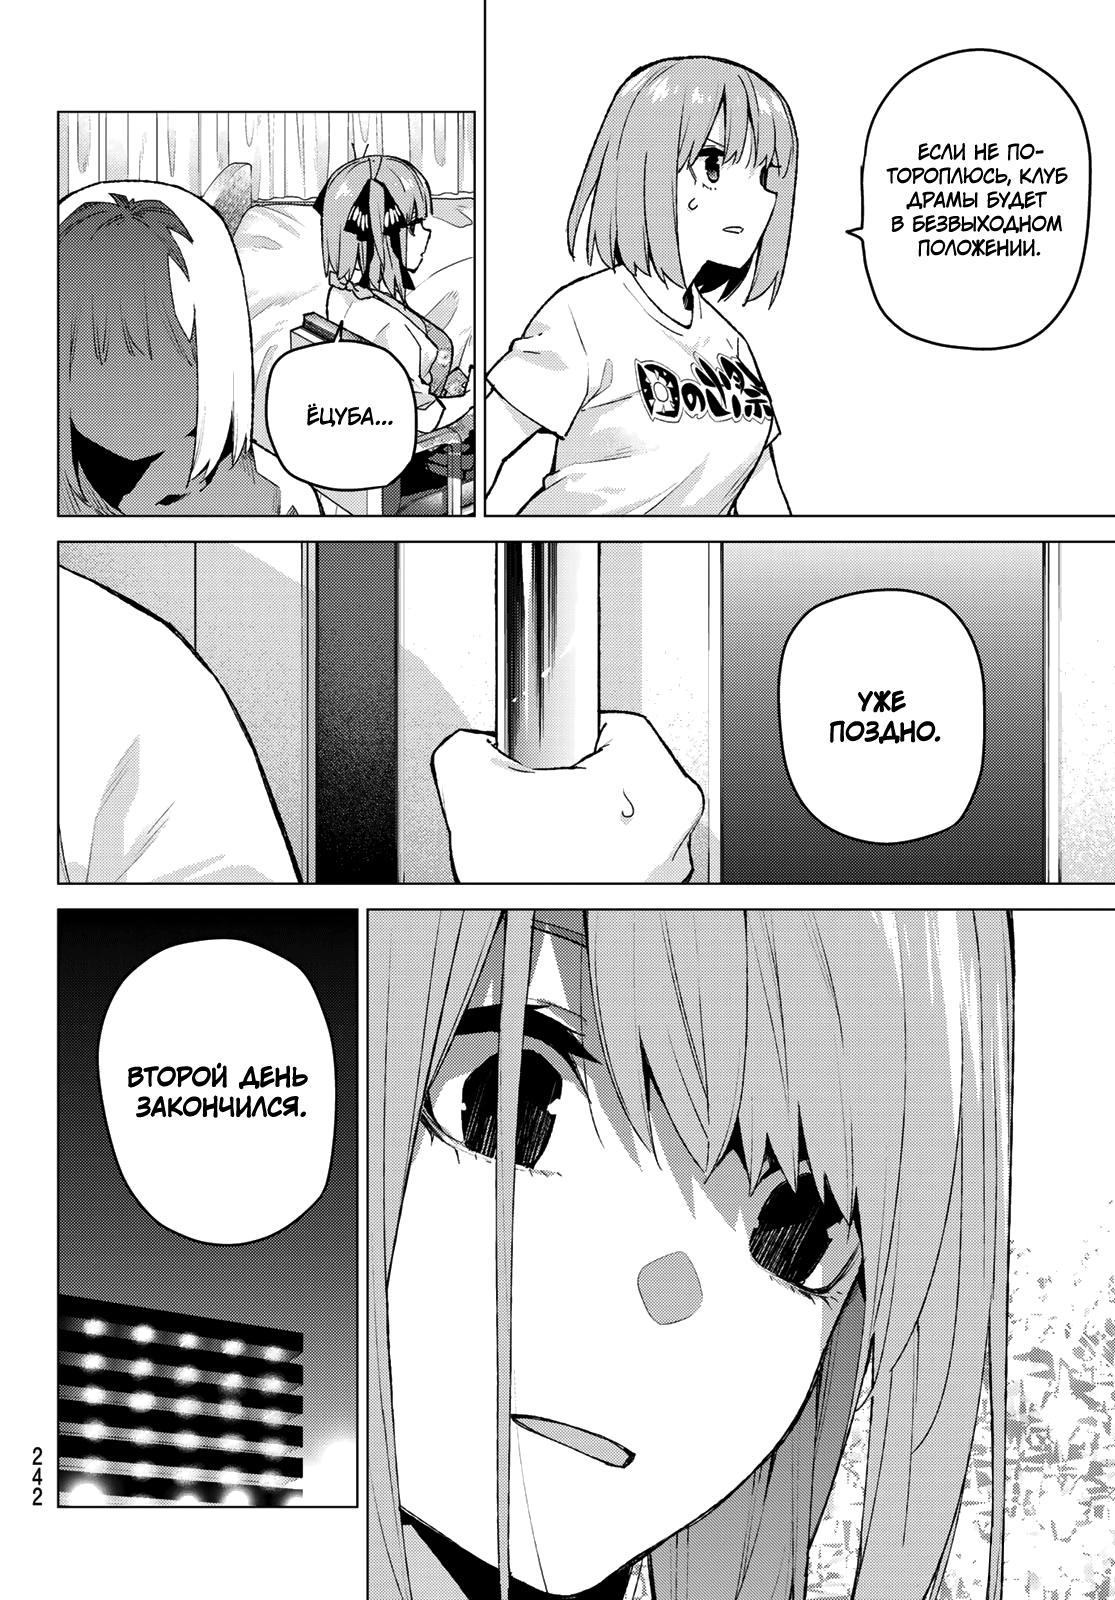 ЕСЛИ НЕ ПО-
ТОРОПЛЮСЬ, КЛУБ
ДРАМЫ БУДЕТ
В БЕЗВЫХОДНОМ
ПОЛОЖЕНИИ.
ЁЦУБА...
УЖЕ
ПОЗДНО.
ВТОРОЙ ДЕНЬ
ЗАКОНЧИЛСЯ.
242